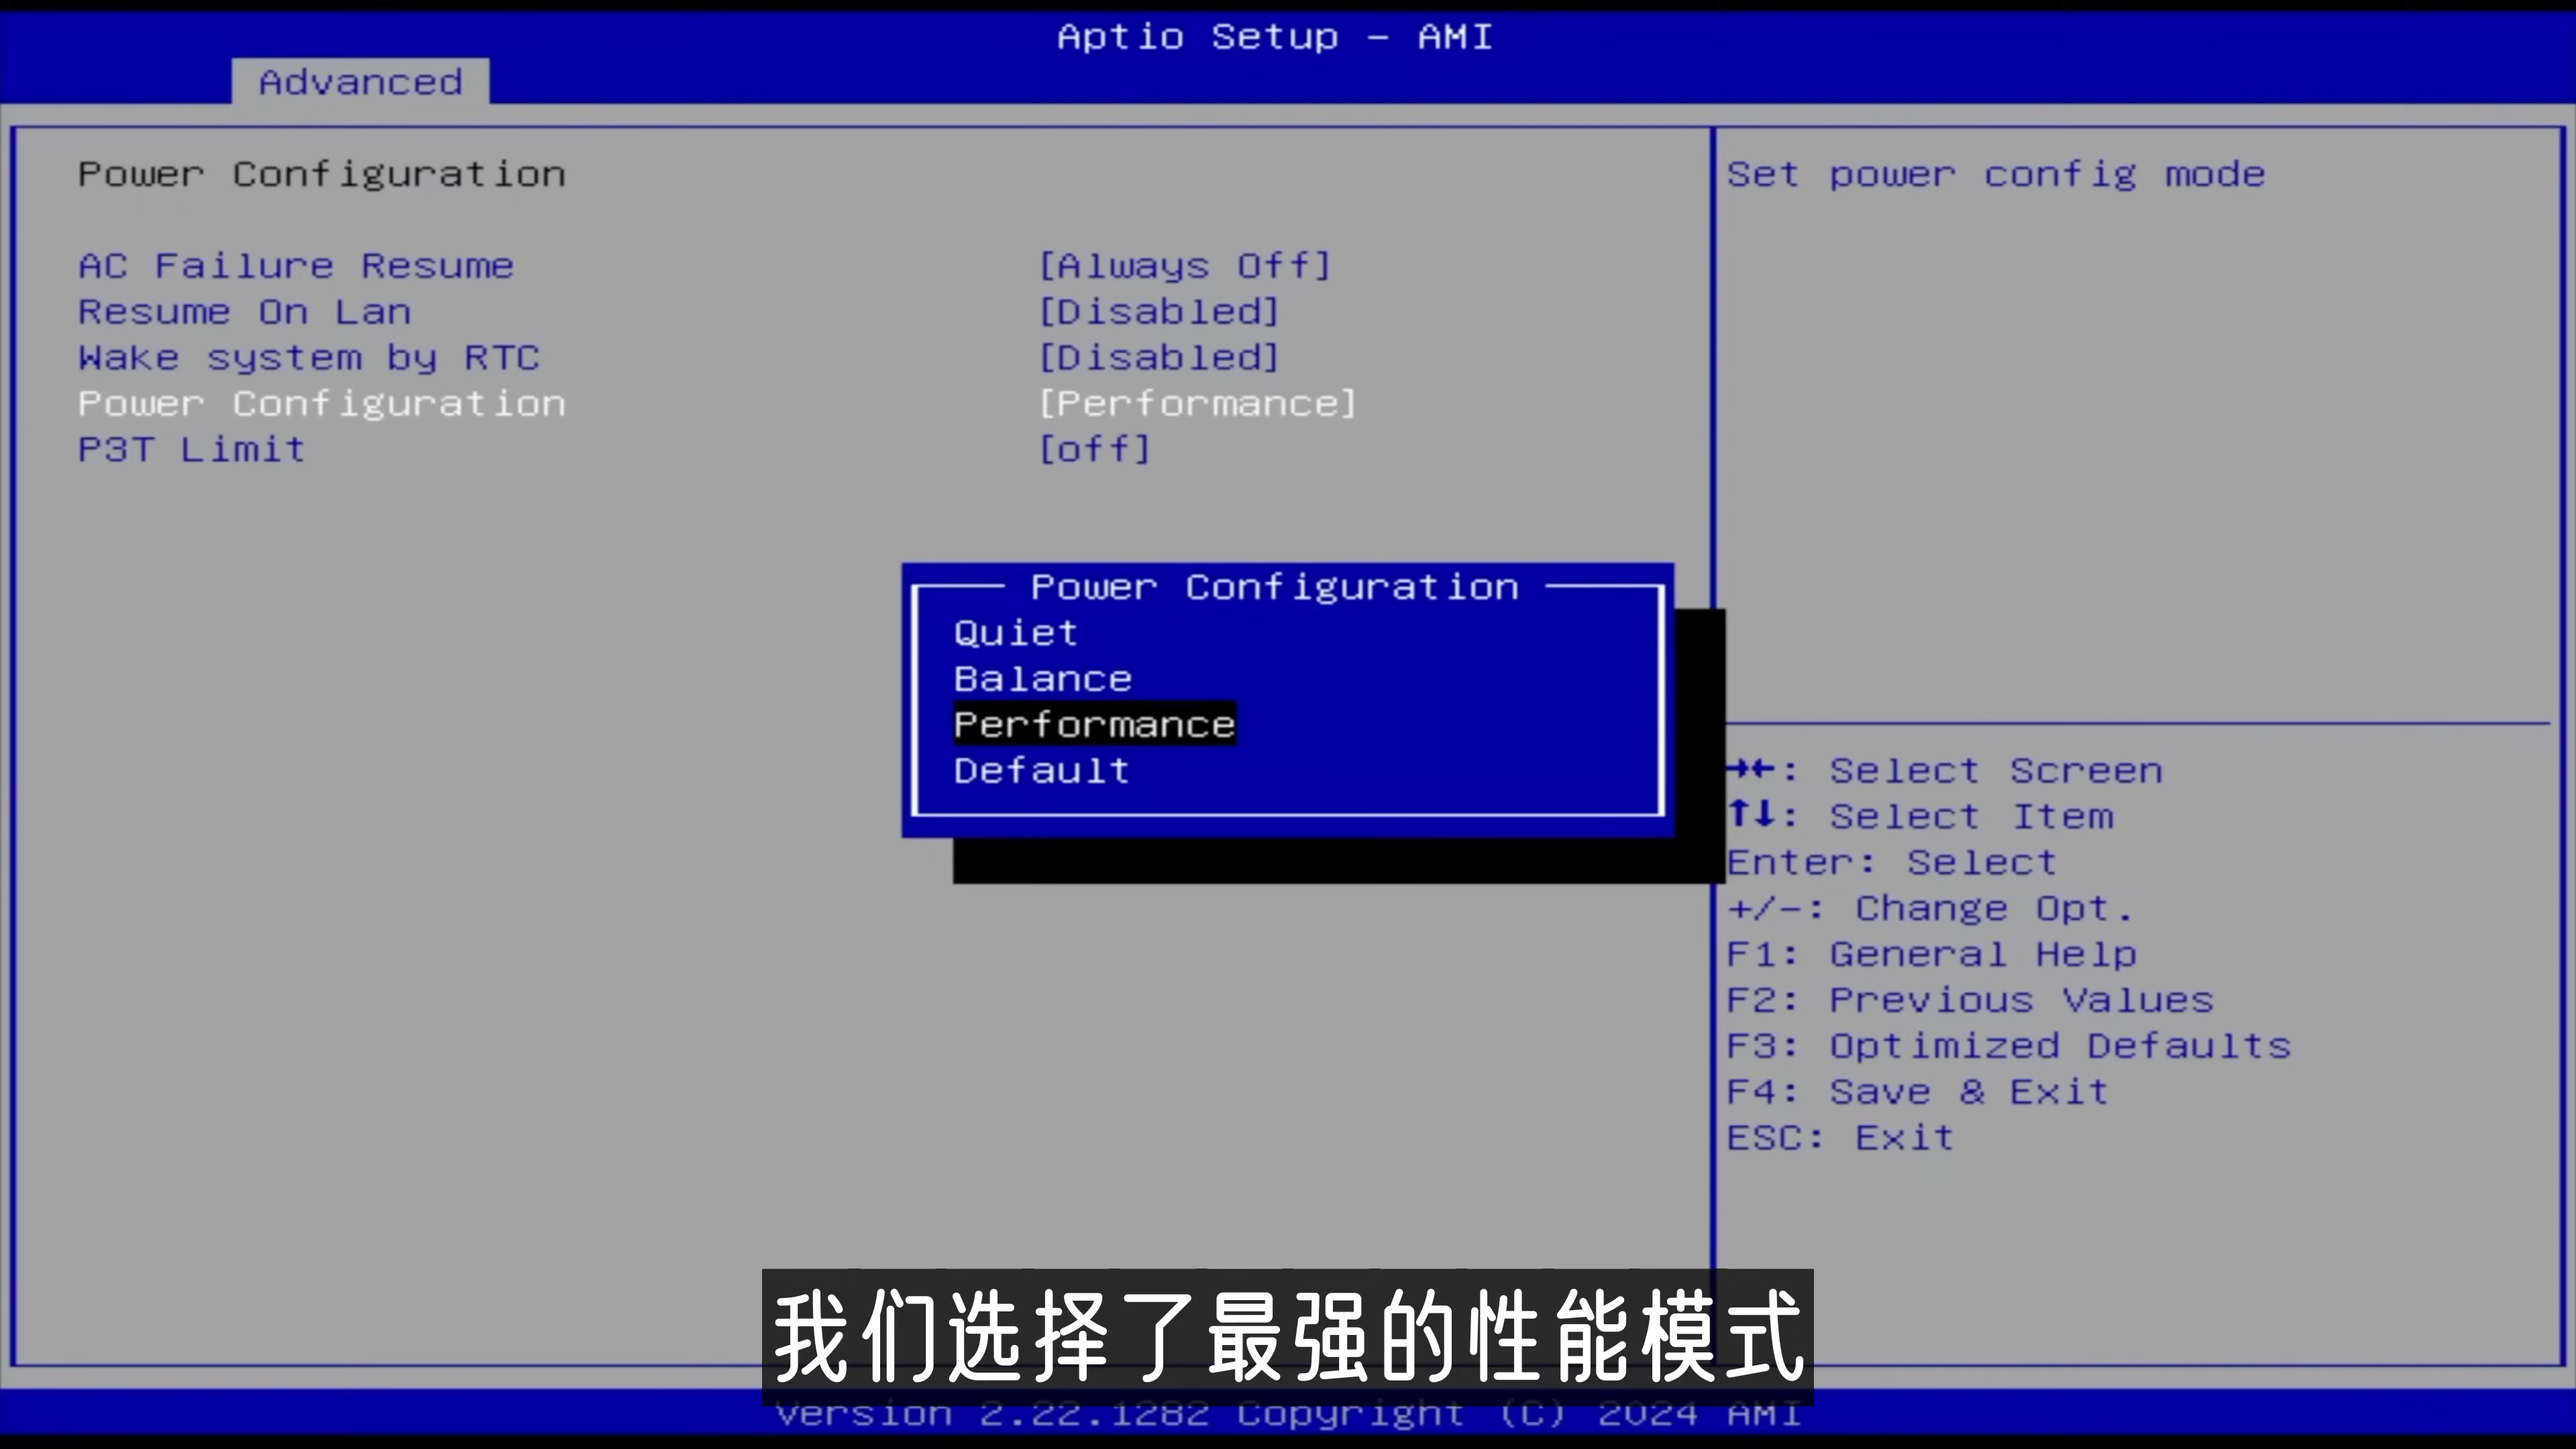 Aptio Setup – AMI
Advanced
Power Configuration
AC Failure Resume [Always Off]
Resume On Lan [Disabled]
Wake system by RTC [Disabled]
Power Configuration [Performance]
P3T Limit [off]
Set power config mode
Power Configuration
Quiet
Balance
Performance
Default
→←: Select Screen
↑↓: Select Item
Enter: Select
+/-: Change Opt.
F1: General Help
F2: Previous Values
F3: Optimized Defaults
F4: Save & Exit
ESC: Exit
我们选择了最强的性能模式
Version 2.22.1282 Copyright (C) 2024 AMI